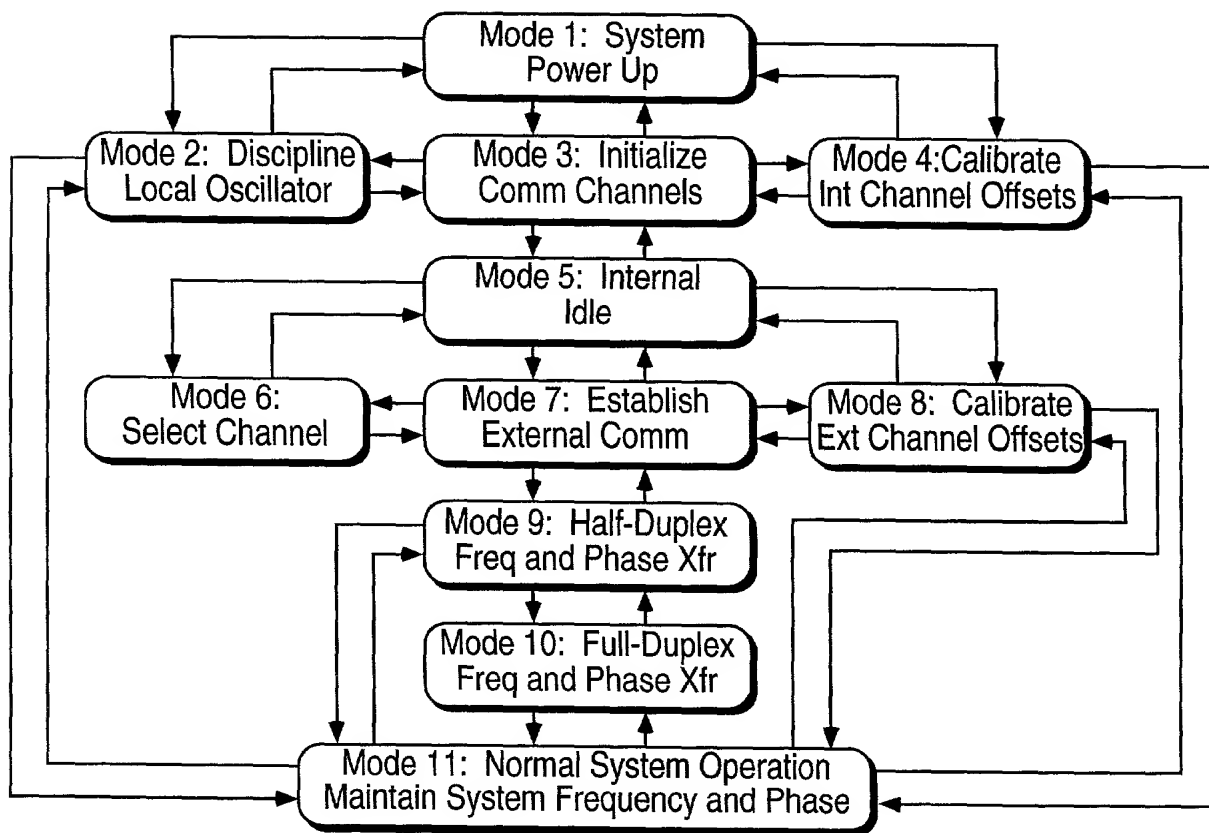 Mode 1: System
Power Up
Mode 2: Discipline
Local Oscillator
Mode 3: Initialize
Comm Channels
Mode 4:Calibrate
Int Channel Offsets
Mode 5: Internal
Idle
Mode 6:
Select Channel
Mode 7: Establish
External Comm
Mode 8: Calibrate
Ext Channel Offsets
Mode 9: Half-Duplex
Freq and Phase Xfr
Mode 10: Full-Duplex
Freq and Phase Xfr
Mode 11: Normal System Operation
Maintain System Frequency and Phase